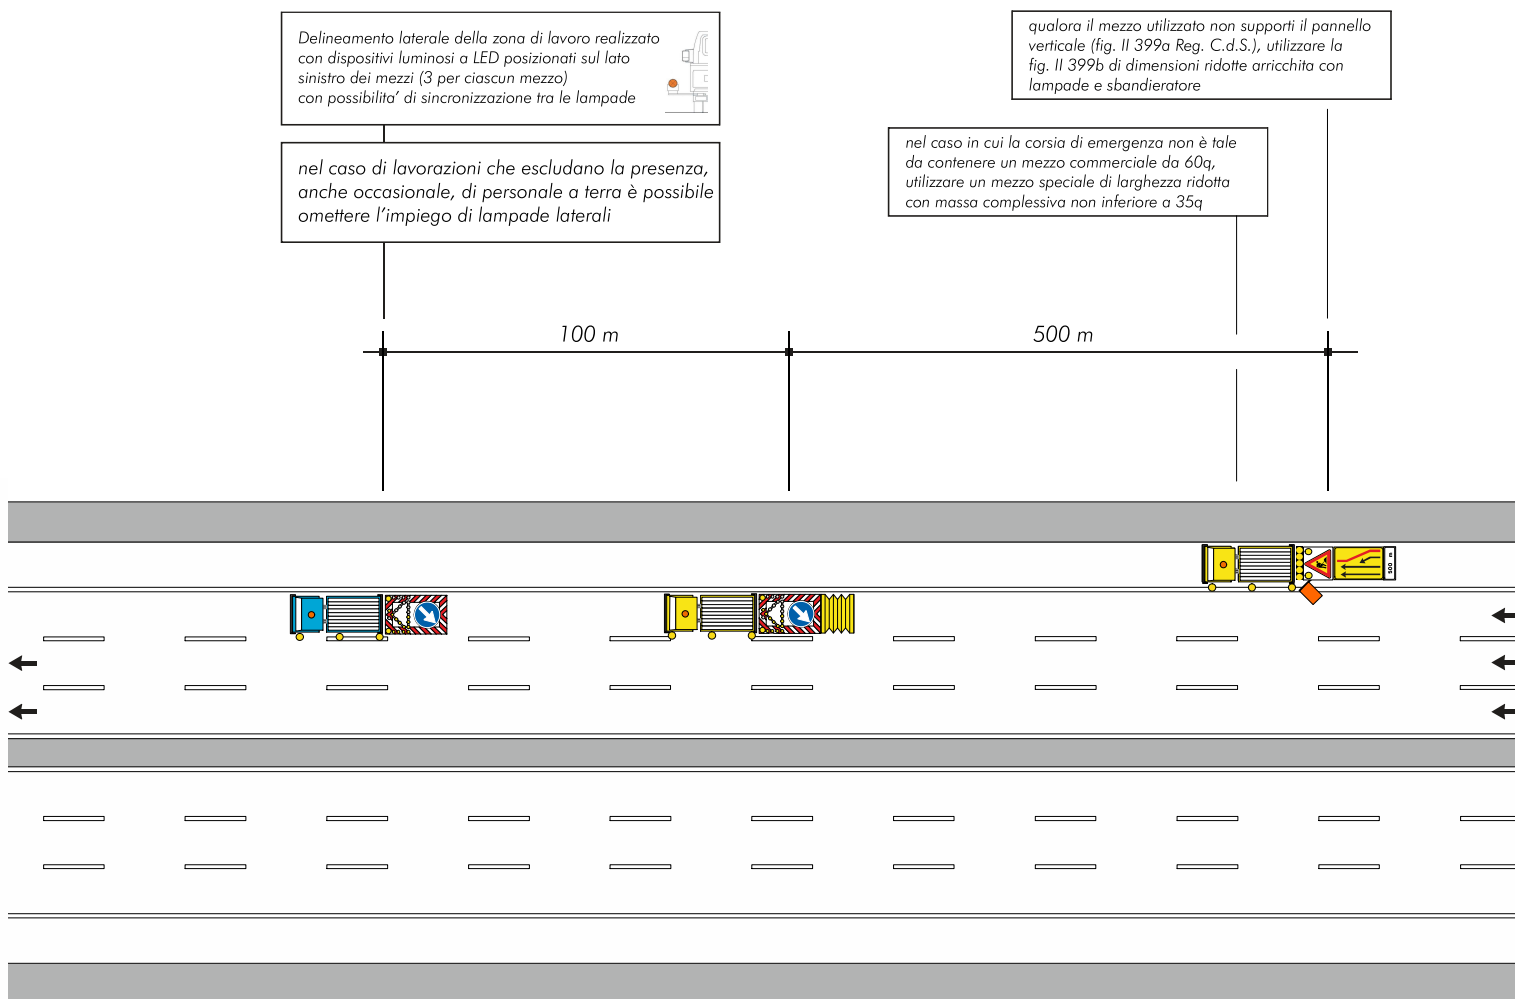 Delineamento laterale della zona di lavoro realizzato
con dispositivi luminosi a LED posizionati sul lato
sinistro dei mezzi (3 per ciascun mezzo)
con possibilita' di sincronizzazione tra le lampade
nel caso di lavorazioni che escludano la presenza,
anche occasionale, di personale a terra è possibile
omettere l'impiego di lampade laterali
qualora il mezzo utilizzato non supporti il pannello
verticale (fig. II 399a Reg. C.d.S.), utilizzare la
fig. II 399b di dimensioni ridotte arricchita con
lampade e sbandieratore
nel caso in cui la corsia di emergenza non è tale
da contenere un mezzo commerciale da 60q,
utilizzare un mezzo speciale di larghezza ridotta
con massa complessiva non inferiore a 35q
100 m
500 m
500 m